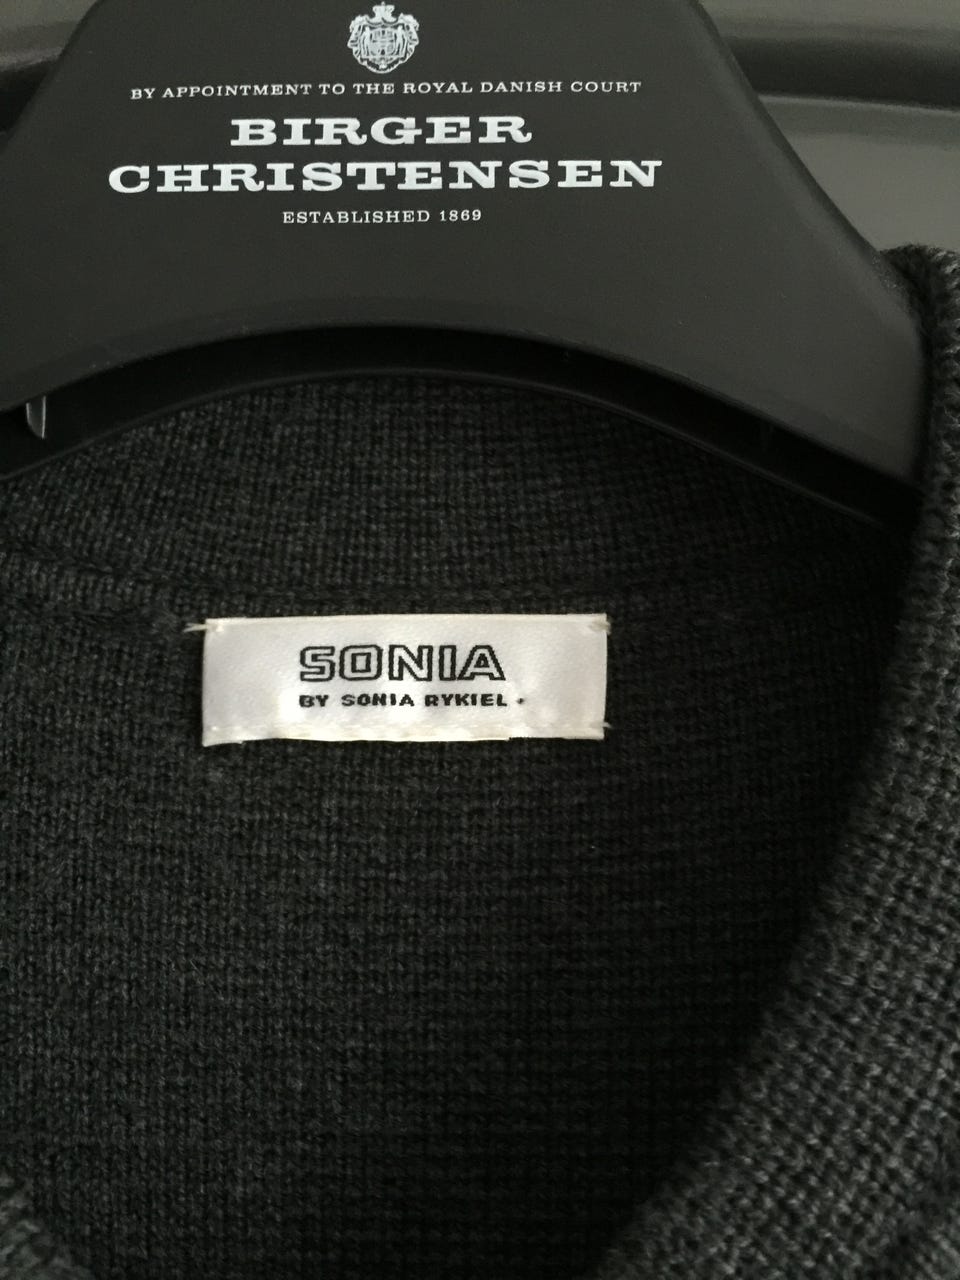 BY APPOINTMENT TO THE ROYAL DANISH COURT
BIRGER
CHRISTENSEN
ESTABLISHED 1869
SONIA
BY SONIA RYKIEL